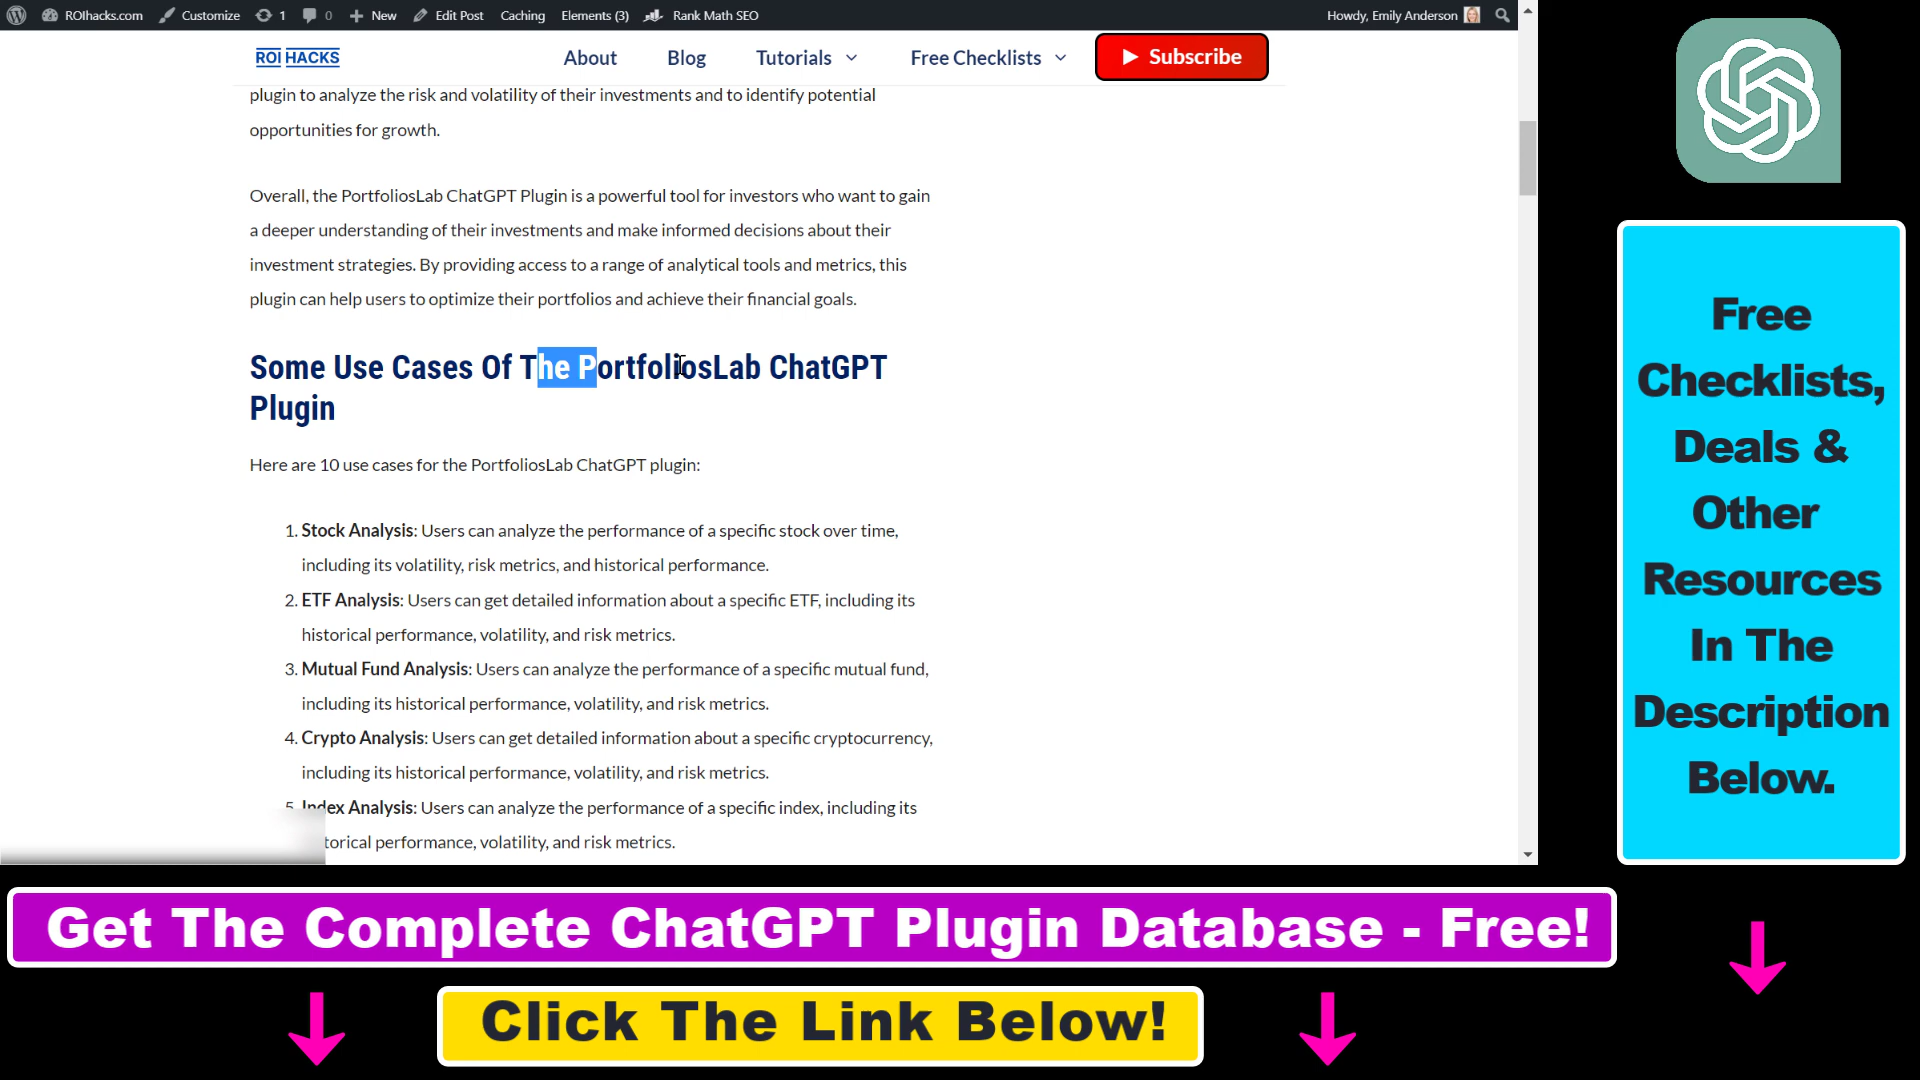 ROIhacks.com Customize 1 0 New Edit Post Caching Elements (3) Rank Math SEO Howdy, Emily Anderson
ROI HACKS About Blog Tutorials Free Checklists Subscribe
plugin to analyze the risk and volatility of their investments and to identify potential
opportunities for growth.
Overall, the PortfoliosLab ChatGPT Plugin is a powerful tool for investors who want to gain
a deeper understanding of their investments and make informed decisions about their
investment strategies. By providing access to a range of analytical tools and metrics, this
plugin can help users to optimize their portfolios and achieve their financial goals.
Some Use Cases Of The PortfoliosLab ChatGPT
Plugin
Here are 10 use cases for the PortfoliosLab ChatGPT plugin:
1. Stock Analysis: Users can analyze the performance of a specific stock over time,
including its volatility, risk metrics, and historical performance.
2. ETF Analysis: Users can get detailed information about a specific ETF, including its
historical performance, volatility, and risk metrics.
3. Mutual Fund Analysis: Users can analyze the performance of a specific mutual fund,
including its historical performance, volatility, and risk metrics.
4. Crypto Analysis: Users can get detailed information about a specific cryptocurrency,
including its historical performance, volatility, and risk metrics.
5. Index Analysis: Users can analyze the performance of a specific index, including its
torical performance, volatility, and risk metrics.
Free
Checklists,
Deals &
Other
Resources
In The
Description
Below.
Get The Complete ChatGPT Plugin Database - Free!
Click The Link Below!